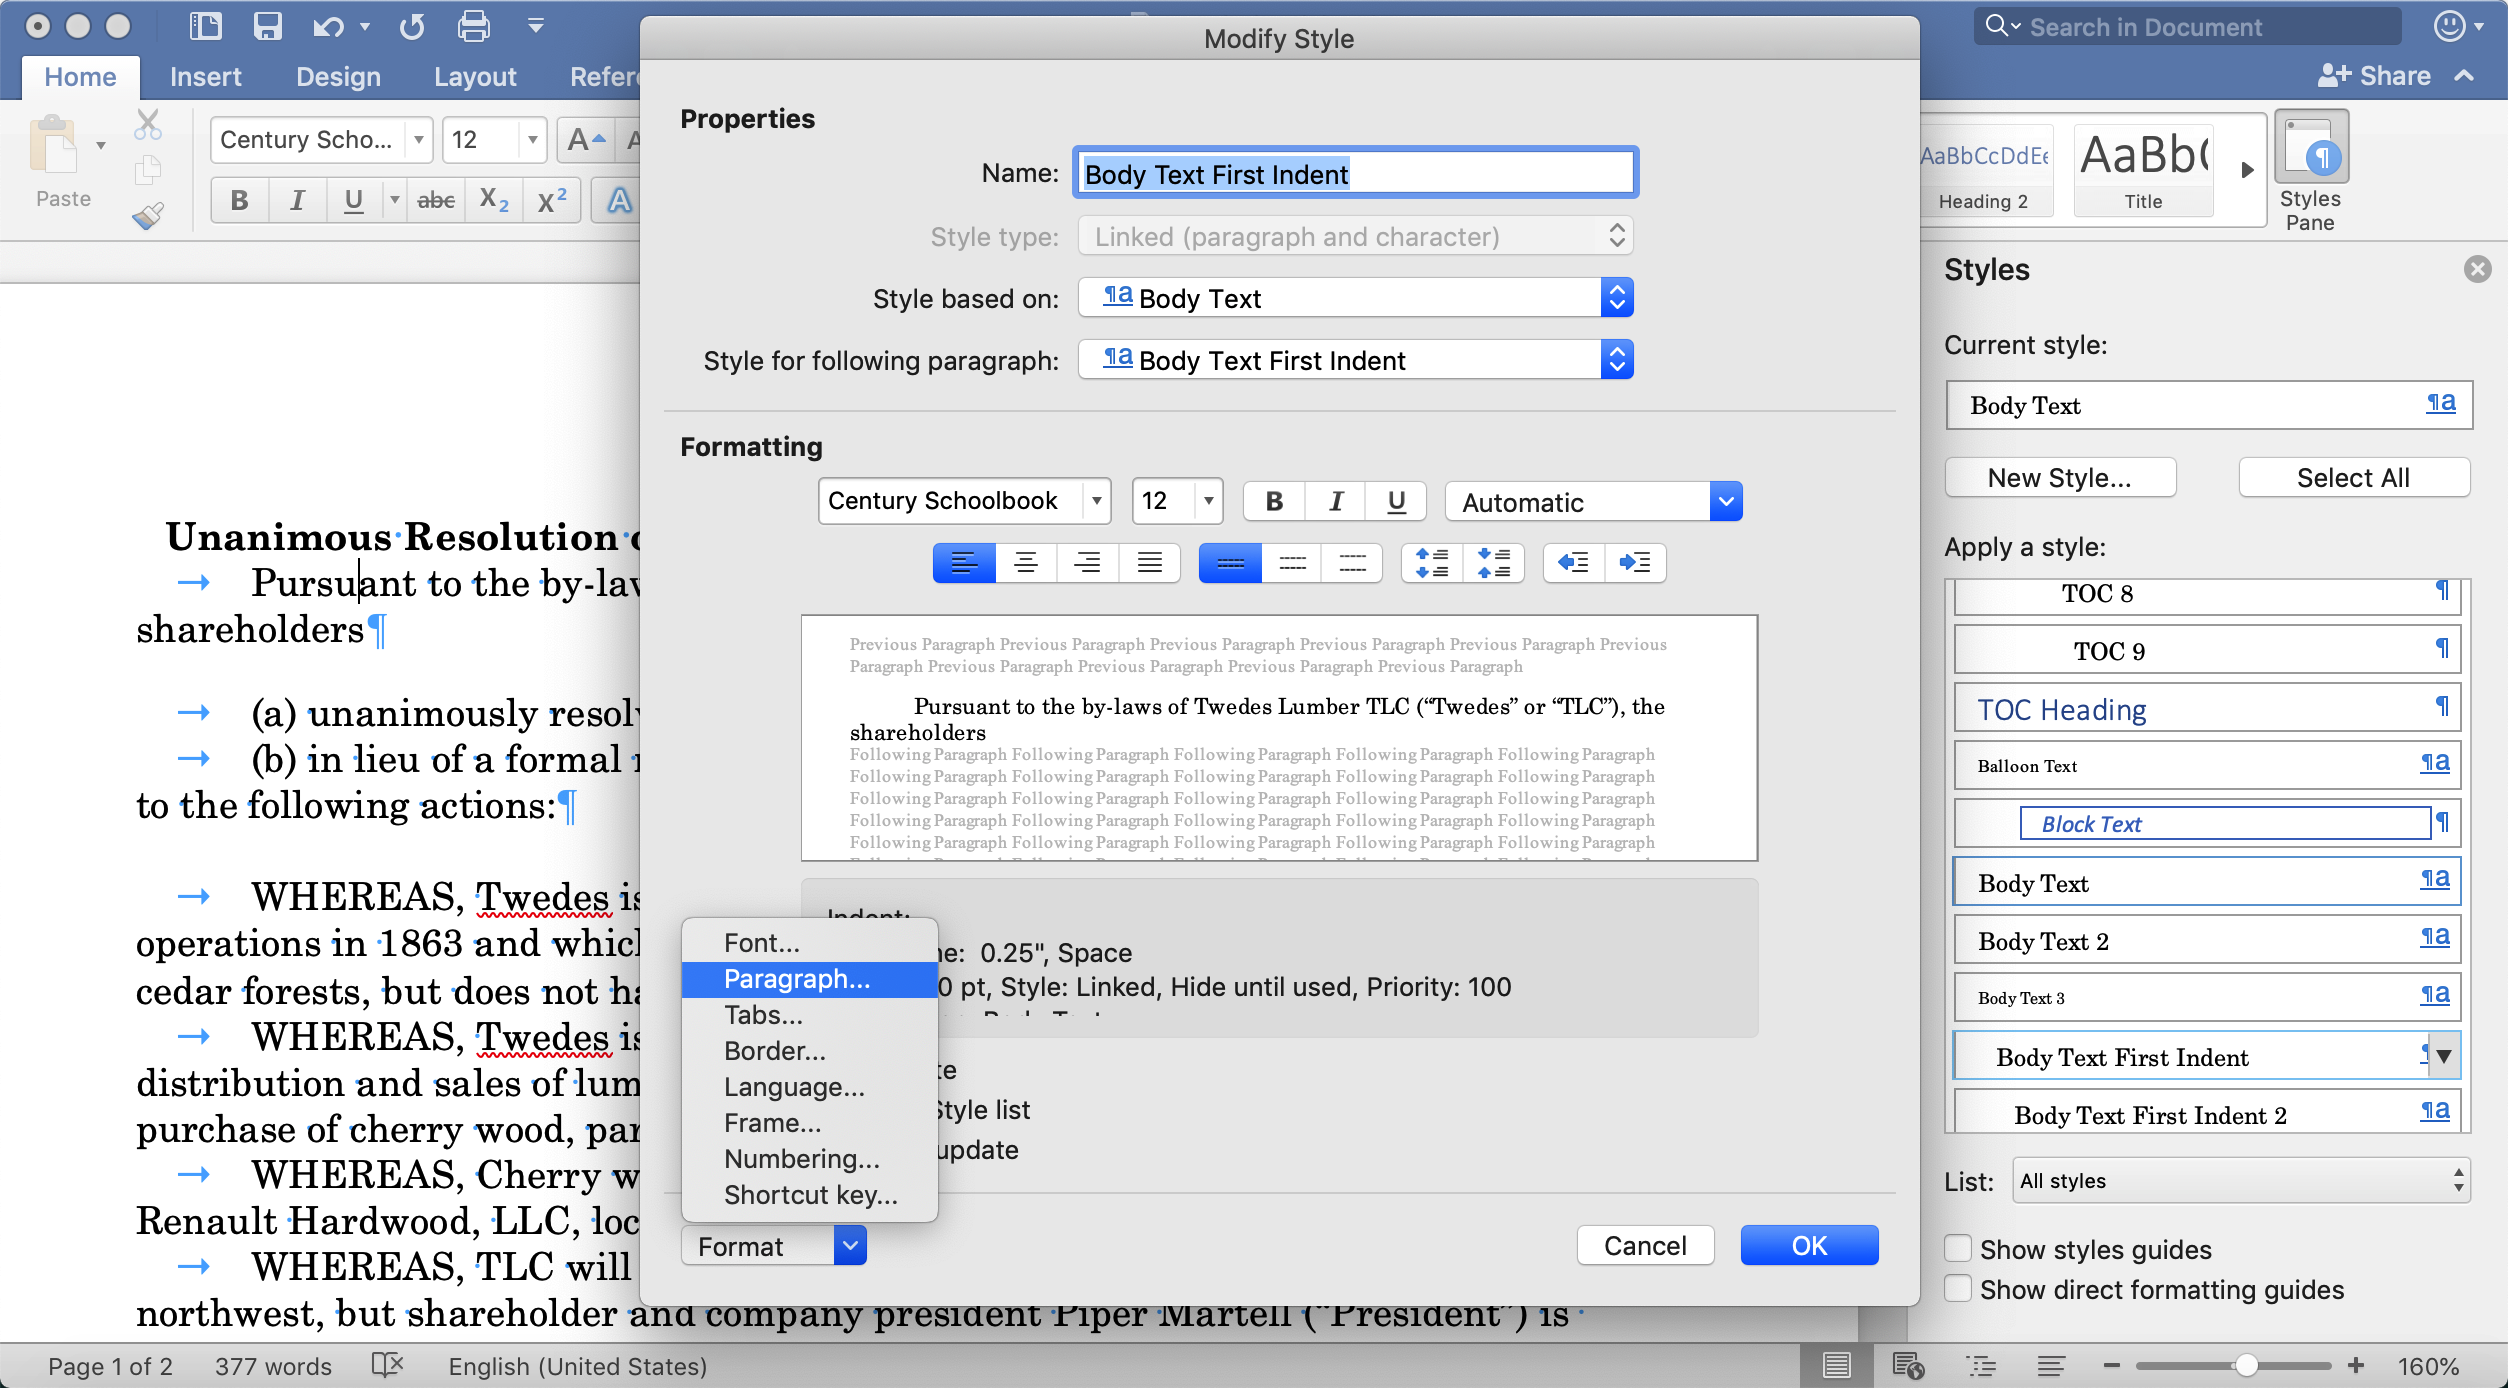 Search in Document
Home Insert Design Layout Refer
Share
Paste
Century Scho... 12
B I U abc X2 X2 A
AaBbCcDdEe
Heading 2
AaBb(
Title
Styles
Pane
Unanimous Resolution
Pursuant to the by-law
shareholders¶
(a) unanimously resolv
(b) in lieu of a formal
to the following actions:¶
WHEREAS, Twedes is
operations in 1863 and which
cedar forests, but does not ha
WHEREAS, Twedes is
distribution and sales of lum
purchase of cherry wood, par
WHEREAS, Cherry w
Renault Hardwood, LLC, loc
WHEREAS, TLC will
northwest, but shareholder and company president Piper Martell (“President”) is
Modify Style
Properties
Name: Body Text First Indent
Style type: Linked (paragraph and character)
Style based on: ¶a Body Text
Style for following paragraph: ¶a Body Text First Indent
Formatting
Century Schoolbook 12 B I U Automatic
Previous Paragraph Previous Paragraph Previous Paragraph Previous Paragraph Previous Paragraph Previous
Paragraph Previous Paragraph Previous Paragraph Previous Paragraph Previous Paragraph
Pursuant to the by-laws of Twedes Lumber TLC (“Twedes” or “TLC”), the
shareholders
Following Paragraph Following Paragraph Following Paragraph Following Paragraph Following Paragraph
Following Paragraph Following Paragraph Following Paragraph Following Paragraph Following Paragraph
Following Paragraph Following Paragraph Following Paragraph Following Paragraph Following Paragraph
Following Paragraph Following Paragraph Following Paragraph Following Paragraph Following Paragraph
Following Paragraph Following Paragraph Following Paragraph Following Paragraph Following Paragraph
Indent:
ne: 0.25", Space
0 pt, Style: Linked, Hide until used, Priority: 100
Body Text
te
Style list
update
Font...
Paragraph...
Tabs...
Border...
Language...
Frame...
Numbering...
Shortcut key...
Format
Cancel
OK
Styles
Current style:
Body Text ¶a
New Style... Select All
Apply a style:
TOC 8 ¶
TOC 9 ¶
TOC Heading ¶
Balloon Text ¶a
Block Text ¶
Body Text ¶a
Body Text 2 ¶a
Body Text 3 ¶a
Body Text First Indent
Body Text First Indent 2 ¶a
List: All styles
Show styles guides
Show direct formatting guides
Page 1 of 2 377 words English (United States) 160%